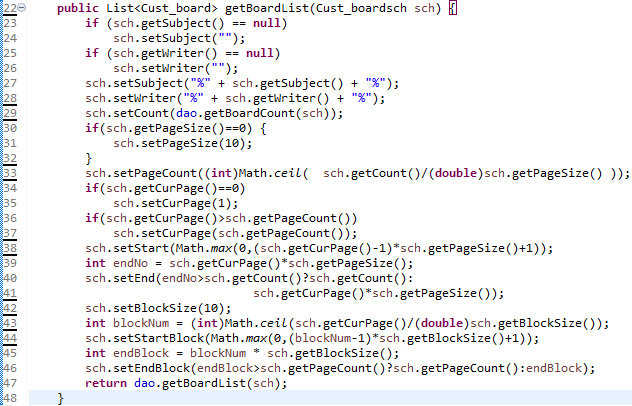 22 public List<Cust_board> getBoardList(Cust_boardsch sch) {
23 if (sch.getSubject() == null)
24 sch.setSubject("");
25 if (sch.getWriter() == null)
26 sch.setWriter("");
27 sch.setSubject("%" + sch.getSubject() + "%");
28 sch.setWriter("%" + sch.getWriter() + "%");
29 sch.setCount(dao.getBoardCount(sch));
30 if(sch.getPageSize()==0) {
31 sch.setPageSize(10);
32 }
33 sch.setPageCount((int)Math.ceil( sch.getCount()/(double)sch.getPageSize() ));
34 if(sch.getCurPage()==0)
35 sch.setCurPage(1);
36 if(sch.getCurPage()>sch.getPageCount())
37 sch.setCurPage(sch.getPageCount());
38 sch.setStart(Math.max(0,(sch.getCurPage()-1)*sch.getPageSize()+1));
39 int endNo = sch.getCurPage()*sch.getPageSize();
40 sch.setEnd(endNo>sch.getCount()?sch.getCount():
41 sch.getCurPage()*sch.getPageSize());
42 sch.setBlockSize(10);
43 int blockNum = (int)Math.ceil(sch.getCurPage()/(double)sch.getBlockSize());
44 sch.setStartBlock(Math.max(0,(blockNum-1)*sch.getBlockSize()+1));
45 int endBlock = blockNum * sch.getBlockSize();
46 sch.setEndBlock(endBlock>sch.getPageCount()?sch.getPageCount():endBlock);
47 return dao.getBoardList(sch);
48 }